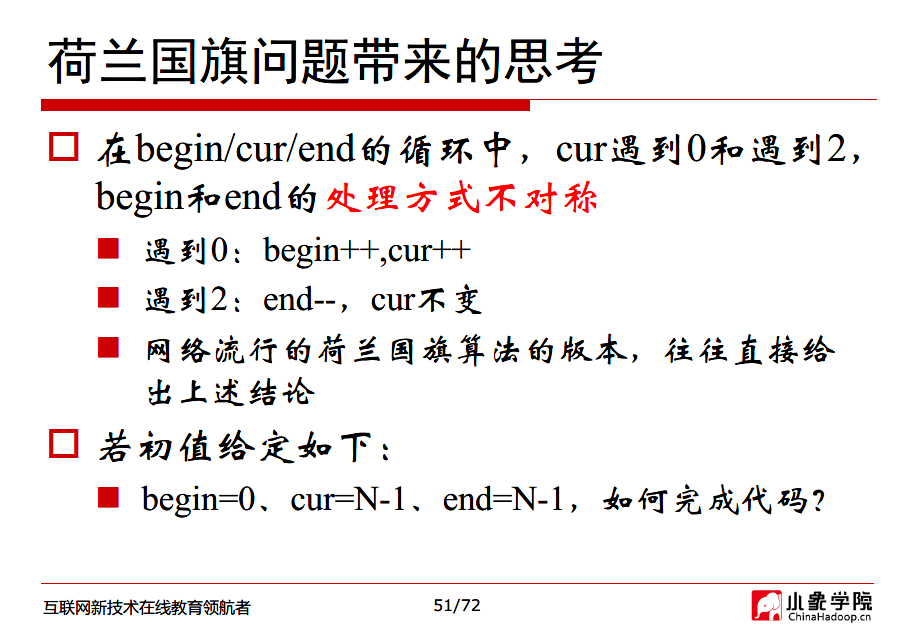 荷兰国旗问题带来的思考
在begin/cur/end的循环中，cur遇到0和遇到2，
begin和end的处理方式不对称
遇到0：begin++,cur++
遇到2：end--，cur不变
网络流行的荷兰国旗算法的版本，往往直接给
出上述结论
若初值给定如下：
begin=0、cur=N-1、end=N-1，如何完成代码？
互联网新技术在线教育领航者
51/72
小象学院
ChinaHadoop.cn